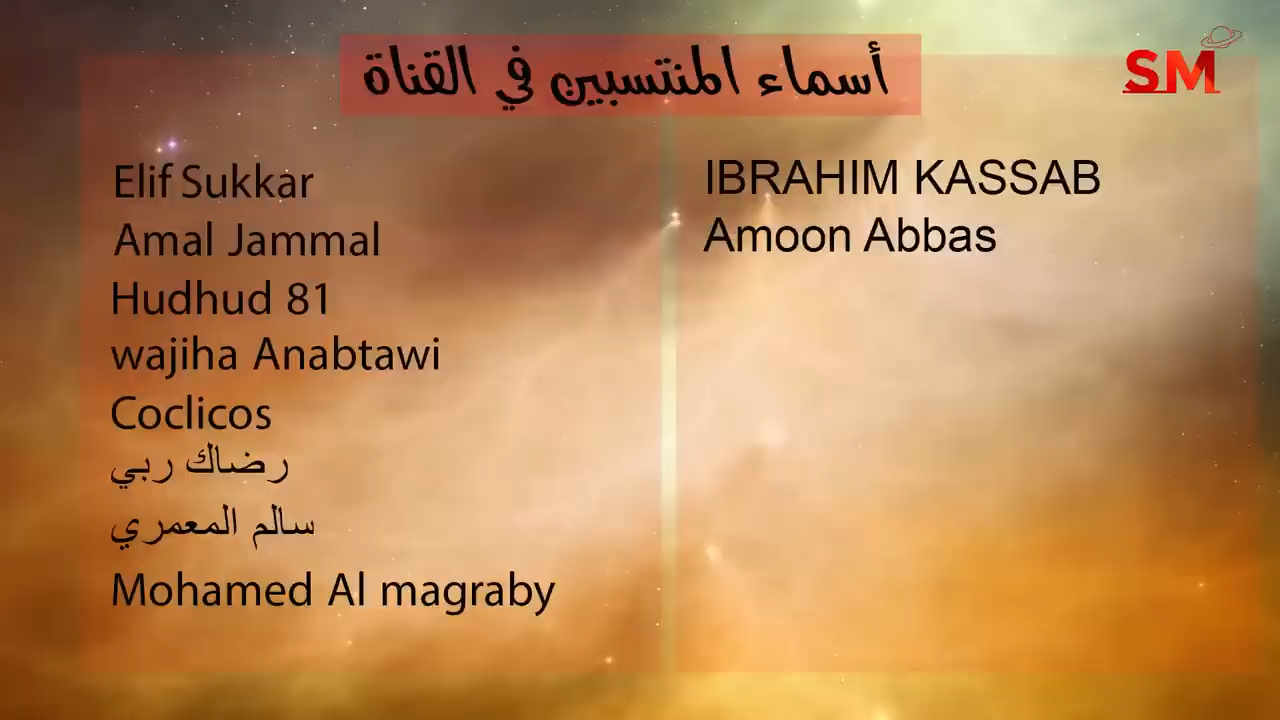 أسماء المنتسبين في القناة
SM
Elif Sukkar
Amal Jammal
Hudhud 81
wajiha Anabtawi
Coclicos
رضاك ربي
سالم المعمري
Mohamed Al magraby
IBRAHIM KASSAB
Amoon Abbas